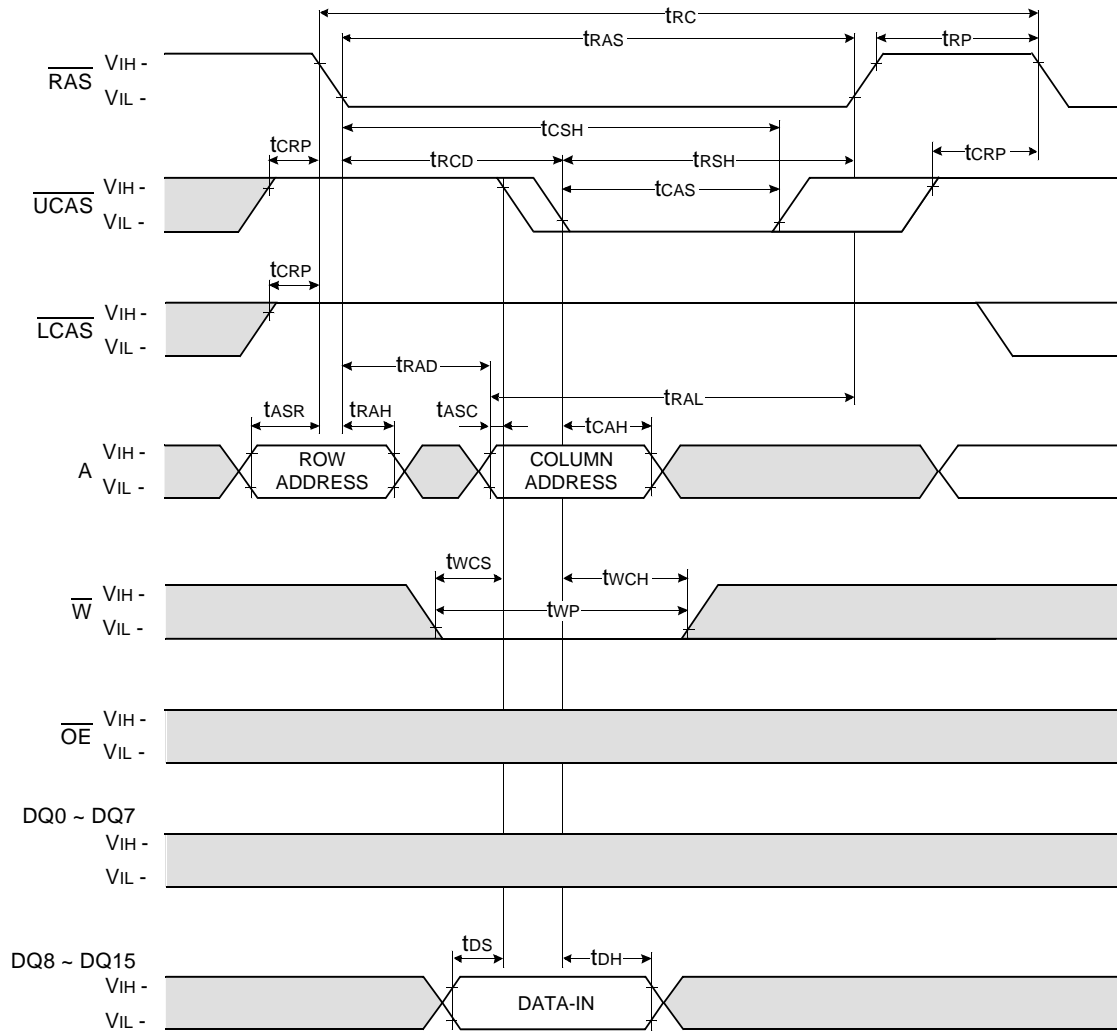 tRC
tRAS
tRP
RAS
VIH -
VIL -
tCSH
tCRP
tRCD
tRSH
tCRP
UCAS
VIH -
VIL -
tCAS
tCRP
LCAS
VIH -
VIL -
tRAD
tRAL
tASR
tRAH
tASC
tCAH
A
VIH -
VIL -
ROW
ADDRESS
COLUMN
ADDRESS
tWCS
tWCH
W
VIH -
VIL -
tWP
OE
VIH -
VIL -
DQ0 ~ DQ7
VIH -
VIL -
tDS
tDH
DQ8 ~ DQ15
VIH -
VIL -
DATA-IN